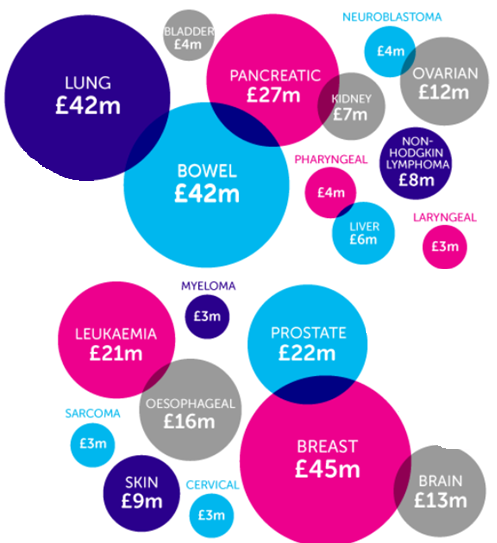 LUNG
£42m
BLADDER
£4m
PANCREATIC
£27m
NEUROBLASTOMA
£4m
OVARIAN
£12m
KIDNEY
£7m
BOWEL
£42m
NON-
HODGKIN
LYMPHOMA
£8m
PHARYNGEAL
£4m
LIVER
£6m
LARYNGEAL
£3m
MYELOMA
£3m
LEUKAEMIA
£21m
PROSTATE
£22m
OESOPHAGEAL
£16m
SARCOMA
£3m
BREAST
£45m
SKIN
£9m
CERVICAL
£3m
BRAIN
£13m